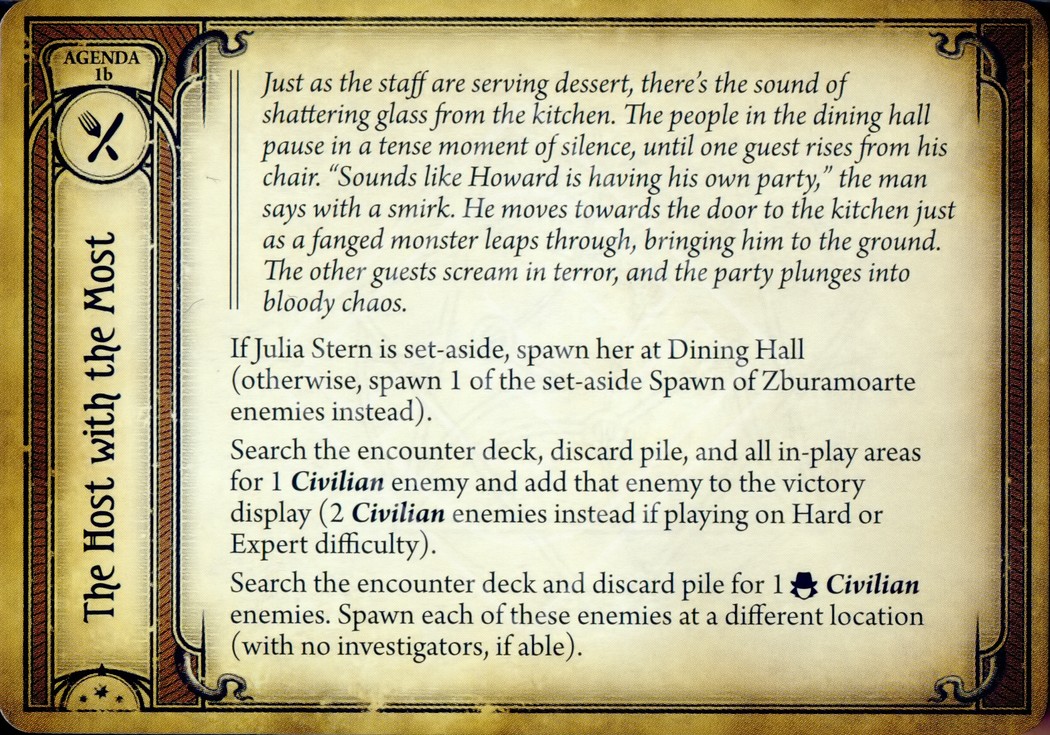 AGENDA
1b
The Host with the Most
Just as the staff are serving dessert, there's the sound of
shattering glass from the kitchen. The people in the dining hall
pause in a tense moment of silence, until one guest rises from his
chair. “Sounds like Howard is having his own party,” the man
says with a smirk. He moves towards the door to the kitchen just
as a fanged monster leaps through, bringing him to the ground.
The other guests scream in terror, and the party plunges into
bloody chaos.
If Julia Stern is set-aside, spawn her at Dining Hall
(otherwise, spawn 1 of the set-aside Spawn of Zburamoarte
enemies instead).
Search the encounter deck, discard pile, and all in-play areas
for 1 Civilian enemy and add that enemy to the victory
display (2 Civilian enemies instead if playing on Hard or
Expert difficulty).
Search the encounter deck and discard pile for 1 Civilian
enemies. Spawn each of these enemies at a different location
(with no investigators, if able).